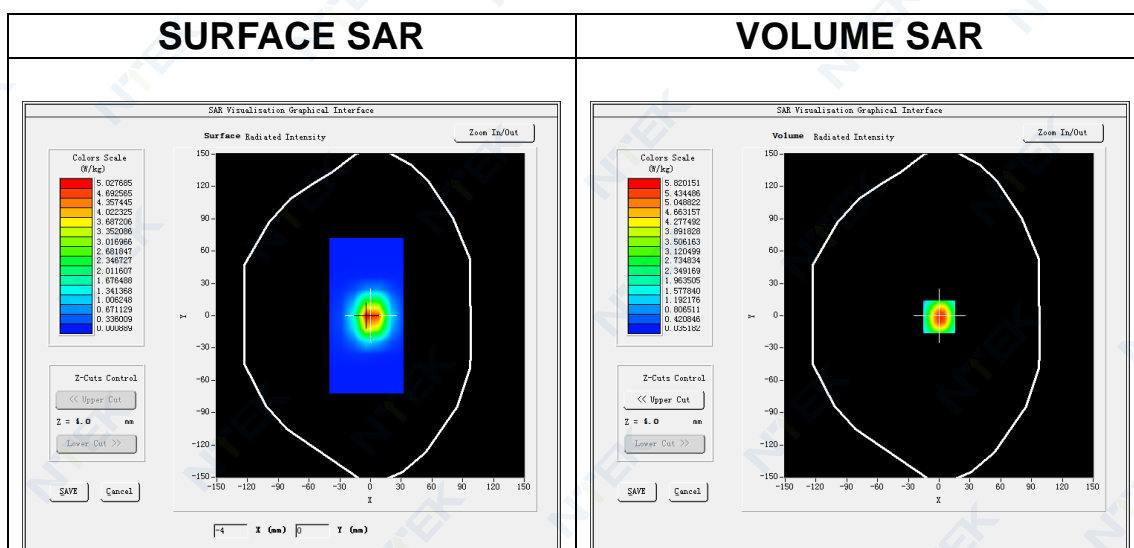 SURFACE SAR
VOLUME SAR
SAR Visualisation Graphical Interface
Surface Radiated Intensity
Zoom In/Out
Colors Scale
(W/kg)
5.027685
4.692565
4.357445
4.022325
3.687206
3.352086
3.016966
2.681847
2.346727
2.011607
1.676488
1.341368
1.006248
0.671129
0.336009
0.000889
150
120
90
60
30
0
-30
-60
-90
-120
-150
Y
-150 -120 -90 -60 -30 0 30 60 90 120 150
X
Z-Cuts Control
<< Upper Cut
Z = 4.0 mm
Lower Cut >>
SAVE Cancel
-4 X (mm) 0 Y (mm)
SAR Visualisation Graphical Interface
Volume Radiated Intensity
Zoom In/Out
Colors Scale
(W/kg)
5.820151
5.434486
5.048822
4.663157
4.277492
3.891828
3.506163
3.120499
2.734834
2.349169
1.963505
1.577840
1.192176
0.806511
0.420846
0.035182
150
120
90
60
30
0
-30
-60
-90
-120
-150
Y
-150 -120 -90 -60 -30 0 30 60 90 120 150
X
Z-Cuts Control
<< Upper Cut
Lower Cut >>
SAVE Cancel
NTEK